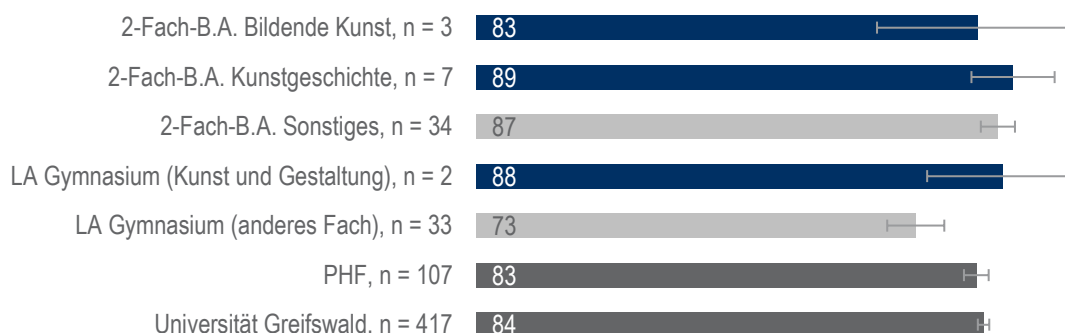 2-Fach-B.A. Bildende Kunst, n = 3 83
2-Fach-B.A. Kunstgeschichte, n = 7 89
2-Fach-B.A. Sonstiges, n = 34 87
LA Gymnasium (Kunst und Gestaltung), n = 2 88
LA Gymnasium (anderes Fach), n = 33 73
PHF, n = 107 83
Universität Greifswald, n = 417 84